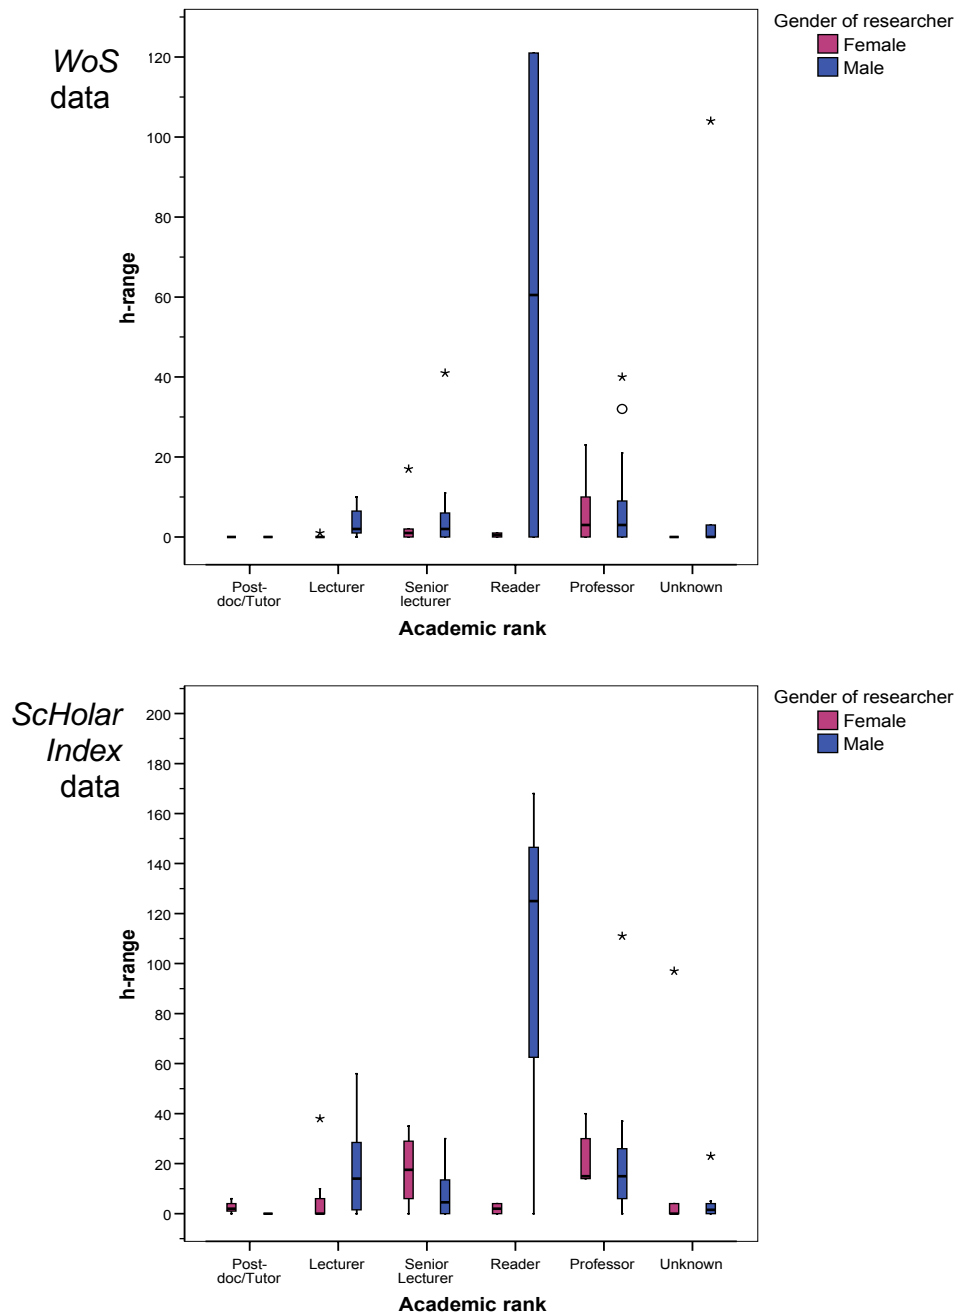 WoS
data
Gender of researcher
Female
Male
120
100
80
60
40
20
0
h-range
Post-
doc/Tutor
Lecturer
Senior
lecturer
Reader
Professor
Unknown
Academic rank
ScHolar
Index
data
Gender of researcher
Female
Male
200
180
160
140
120
100
80
60
40
20
0
h-range
Post-
doc/Tutor
Lecturer
Senior
Lecturer
Reader
Professor
Unknown
Academic rank